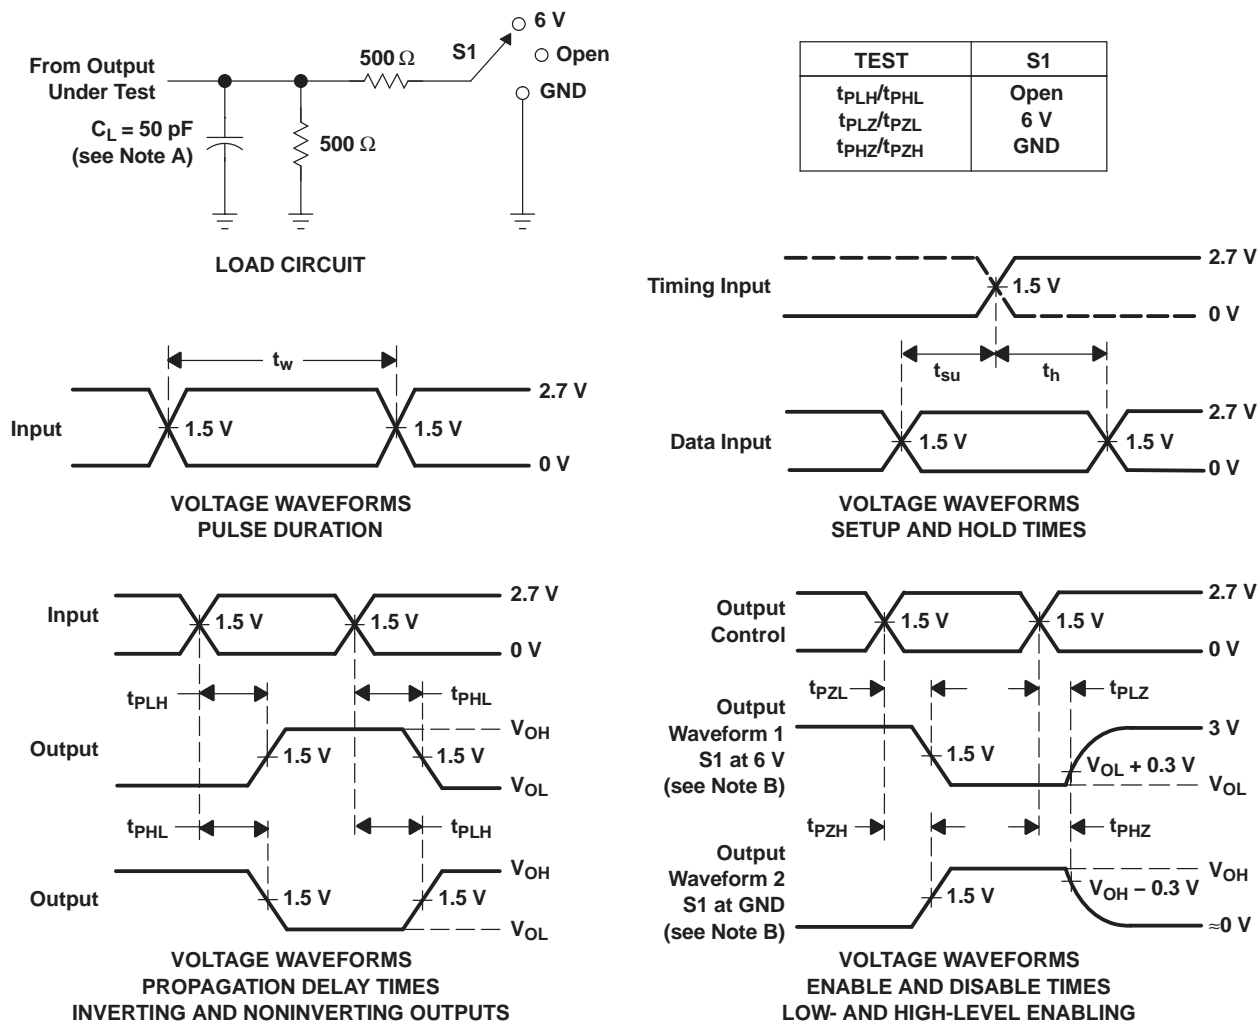 6 V
S1
500 Ω
Open
From Output
Under Test
GND
C_L = 50 pF
(see Note A)
500 Ω
LOAD CIRCUIT
TEST S1
t_PLH/t_PHL Open
t_PLZ/t_PZL 6 V
t_PHZ/t_PZH GND
2.7 V
Timing Input
1.5 V
0 V
t_w
2.7 V
Input
1.5 V
1.5 V
0 V
VOLTAGE WAVEFORMS
PULSE DURATION
t_su
t_h
2.7 V
Data Input
1.5 V
1.5 V
0 V
VOLTAGE WAVEFORMS
SETUP AND HOLD TIMES
2.7 V
Input
1.5 V
1.5 V
0 V
t_PLH
t_PHL
V_OH
Output
1.5 V
1.5 V
V_OL
t_PHL
t_PLH
V_OH
Output
1.5 V
1.5 V
V_OL
VOLTAGE WAVEFORMS
PROPAGATION DELAY TIMES
INVERTING AND NONINVERTING OUTPUTS
2.7 V
Output
Control
1.5 V
1.5 V
0 V
t_PZL
t_PLZ
Output
Waveform 1
S1 at 6 V
(see Note B)
3 V
1.5 V
V_OL + 0.3 V
V_OL
t_PZH
t_PHZ
Output
Waveform 2
S1 at GND
(see Note B)
V_OH
1.5 V
V_OH − 0.3 V
≈0 V
VOLTAGE WAVEFORMS
ENABLE AND DISABLE TIMES
LOW- AND HIGH-LEVEL ENABLING